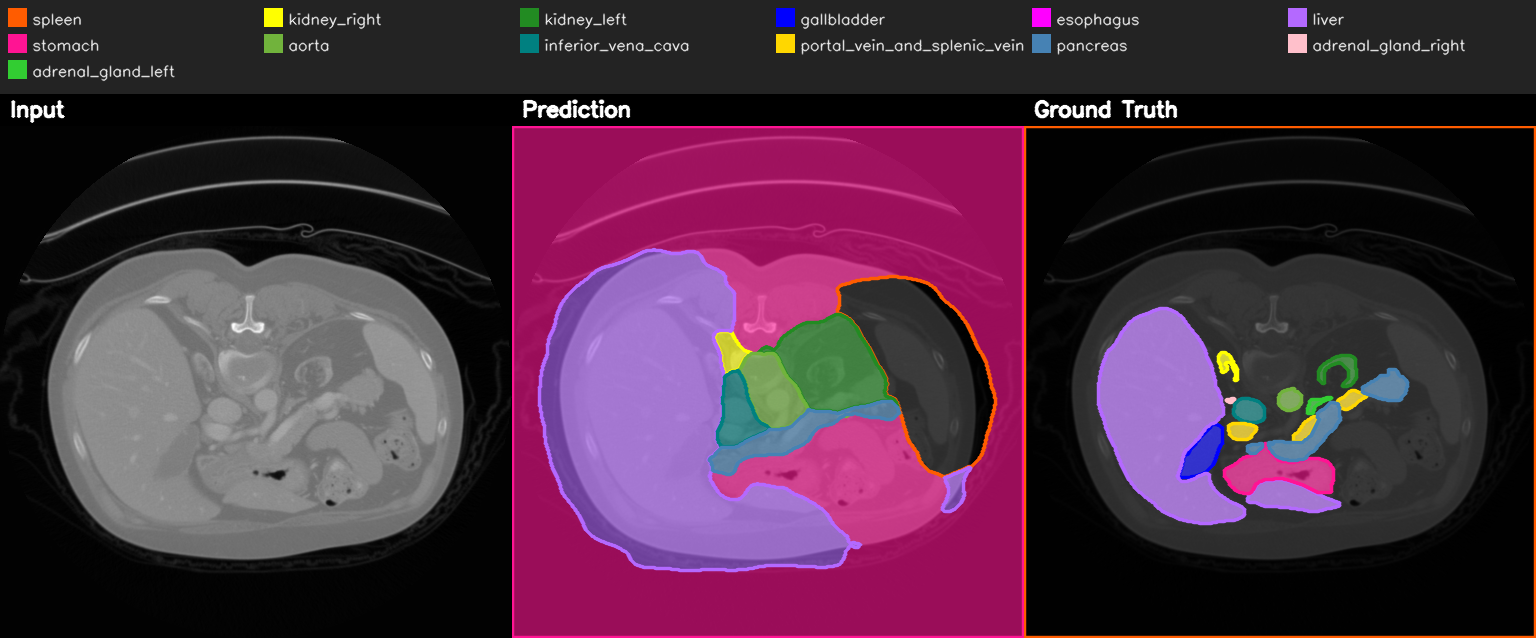 spleen kidney_right kidney_left gallbladder esophagus liver
stomach aorta inferior_vena_cava portal_vein_and_splenic_vein pancreas adrenal_gland_right
adrenal_gland_left
Input Prediction Ground Truth